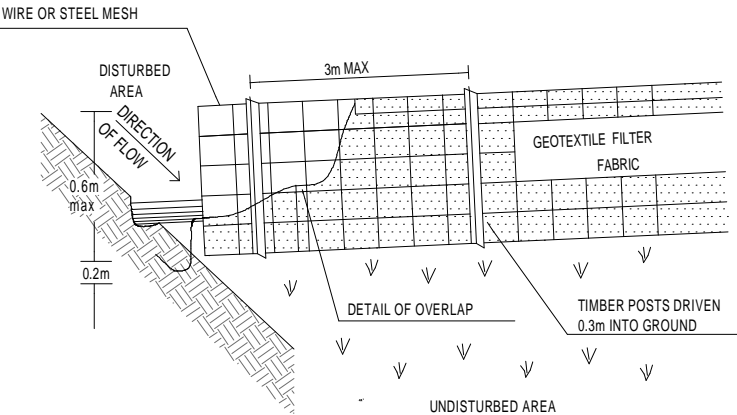 WIRE OR STEEL MESH
DISTURBED
AREA
DIRECTION
OF FLOW
3m MAX
GEOTEXTILE FILTER
FABRIC
0.6m
max
0.2m
DETAIL OF OVERLAP
TIMBER POSTS DRIVEN
0.3m INTO GROUND
UNDISTURBED AREA